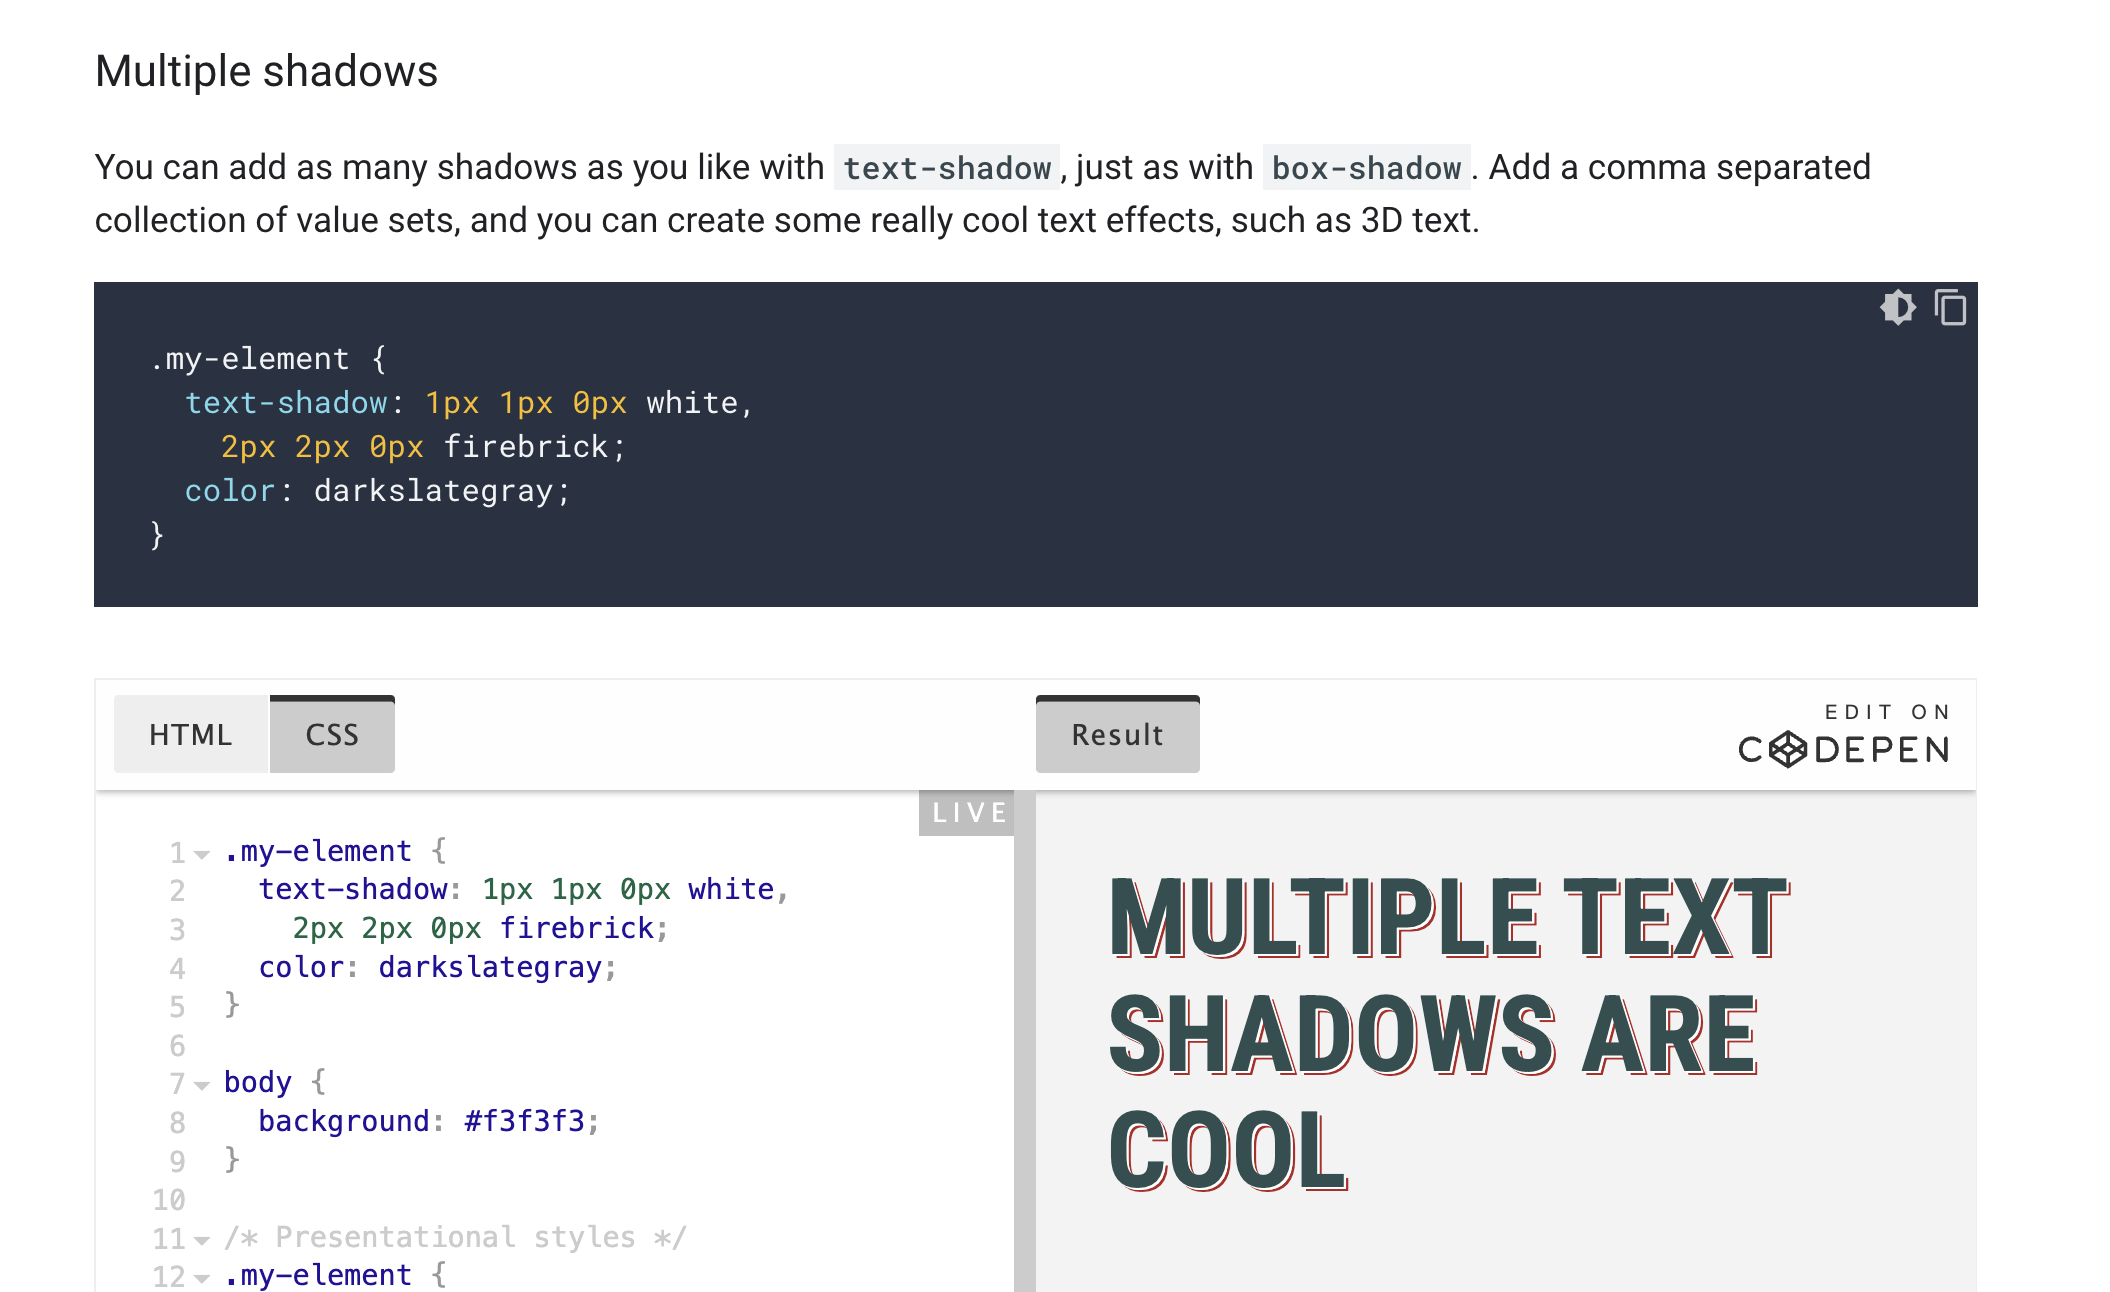 Multiple shadows
You can add as many shadows as you like with text-shadow, just as with box-shadow. Add a comma separated
collection of value sets, and you can create some really cool text effects, such as 3D text.
.my-element {
  text-shadow: 1px 1px 0px white,
    2px 2px 0px firebrick;
  color: darkslategray;
}
HTML CSS Result EDIT ON
CODEPEN
LIVE
1 .my-element {
2   text-shadow: 1px 1px 0px white,
3     2px 2px 0px firebrick;
4   color: darkslategray;
5 }
6
7 body {
8   background: #f3f3f3;
9 }
10
11 /* Presentational styles */
12 .my-element {
MULTIPLE TEXT
SHADOWS ARE
COOL